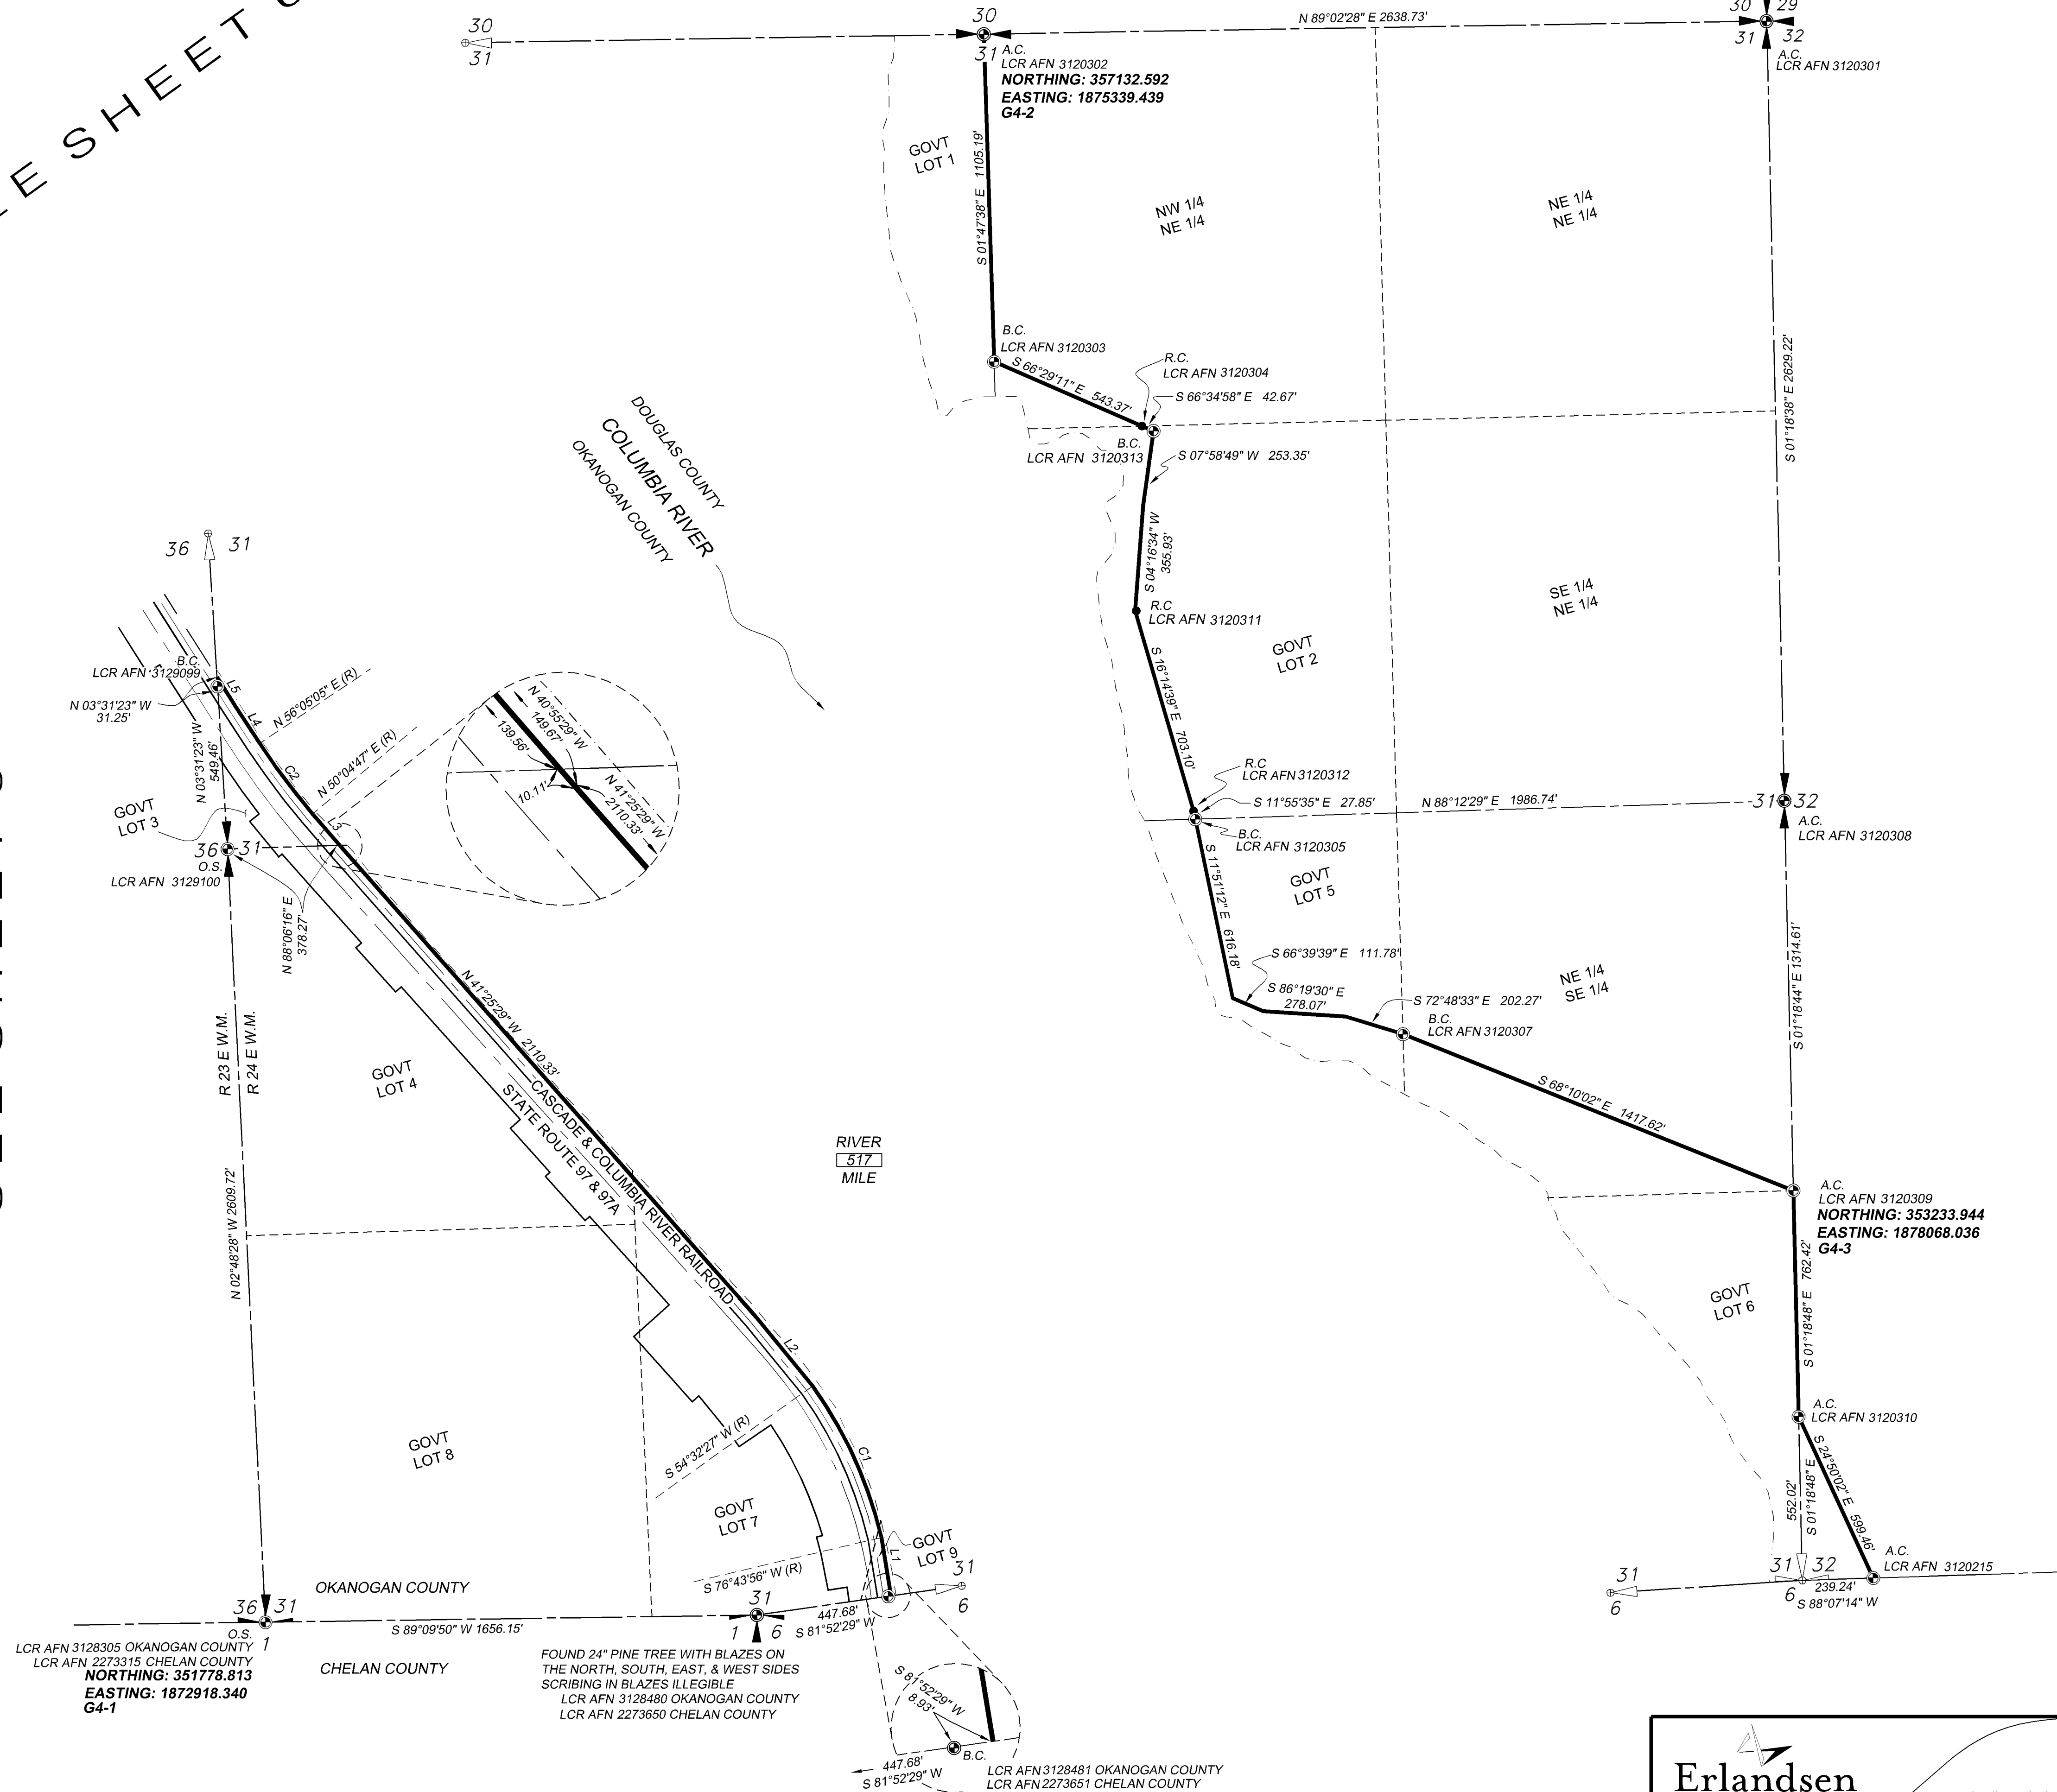 E SHEET
30
31
30
31
A.C.
LCR AFN 3120302
NORTHING: 357132.592
EASTING: 1875339.439
G4-2
N 89°02'28" E 2638.73'
30
29
31
32
A.C.
LCR AFN 3120301
GOVT
LOT 1
S 01°47'38" E 1105.19'
NW 1/4
NE 1/4
NE 1/4
NE 1/4
B.C.
LCR AFN 3120303
S 66°29'11" E 543.37'
R.C.
LCR AFN 3120304
S 66°34'58" E 42.67'
B.C.
LCR AFN 3120313
S 07°58'49" W 253.35'
S 01°18'38" E 2629.22'
DOUGLAS COUNTY
COLUMBIA RIVER
OKANOGAN COUNTY
S 04°16'34" W
355.93'
R.C
LCR AFN 3120311
SE 1/4
NE 1/4
GOVT
LOT 2
S 16°14'39" E 703.10'
R.C
LCR AFN 3120312
S 11°55'35" E 27.85'
N 88°12'29" E 1986.74'
31
32
A.C.
LCR AFN 3120308
B.C.
LCR AFN 3120305
GOVT
LOT 5
S 11°51'12" E 616.18'
S 66°39'39" E 111.78'
S 86°19'30" E
278.07'
S 72°48'33" E 202.27'
B.C.
LCR AFN 3120307
NE 1/4
SE 1/4
S 01°18'44" E 1314.61'
S 68°10'02" E 1417.62'
A.C.
LCR AFN 3120309
NORTHING: 353233.944
EASTING: 1878068.036
G4-3
S 01°18'48" E 762.42'
GOVT
LOT 6
A.C.
LCR AFN 3120310
S 24°50'02" E 599.46'
552.02'
S 01°18'48" E
A.C.
LCR AFN 3120215
31
6
31
32
6
239.24'
S 88°07'14" W
36
31
B.C.
LCR AFN 3129099
N 03°31'23" W
31.25'
L5
L4
N 56°05'05" E (R)
C2
N 50°04'47" E (R)
L3
N 03°31'23" W
549.46'
GOVT
LOT 3
36
31
O.S.
LCR AFN 3129100
N 88°06'16" E
378.27'
N 40°55'29" W
149.67'
139.56'
10.11'
N 41°25'29" W
2110.33'
R 23 E W.M.
R 24 E W.M.
GOVT
LOT 4
N 41°25'29" W 2110.33'
CASCADE & COLUMBIA RIVER RAILROAD
STATE ROUTE 97 & 97A
RIVER
517
MILE
N 02°48'28" W 2609.72'
L2
GOVT
LOT 8
S 54°32'27" W (R)
C1
GOVT
LOT 7
S 76°43'56" W (R)
L1
GOVT
LOT 9
31
6
OKANOGAN COUNTY
36
31
1
O.S.
LCR AFN 3128305 OKANOGAN COUNTY
LCR AFN 2273315 CHELAN COUNTY
NORTHING: 351778.813
EASTING: 1872918.340
G4-1
S 89°09'50" W 1656.15'
CHELAN COUNTY
31
1
6
447.68'
S 81°52'29" W
FOUND 24" PINE TREE WITH BLAZES ON
THE NORTH, SOUTH, EAST, & WEST SIDES
SCRIBING IN BLAZES ILLEGIBLE
LCR AFN 3128480 OKANOGAN COUNTY
LCR AFN 2273650 CHELAN COUNTY
S 81°52'29" W
8.93'
B.C.
447.68'
S 81°52'29" W
LCR AFN 3128481 OKANOGAN COUNTY
LCR AFN 2273651 CHELAN COUNTY
Erlandsen